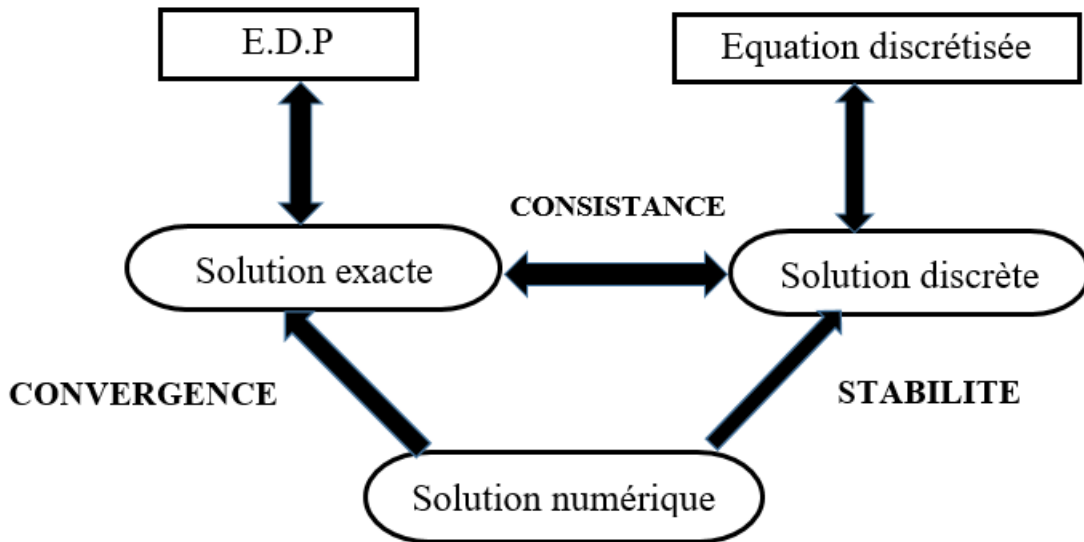 E.D.P
Equation discrétisée
CONSISTANCE
Solution exacte
Solution discrète
CONVERGENCE
STABILITE
Solution numérique